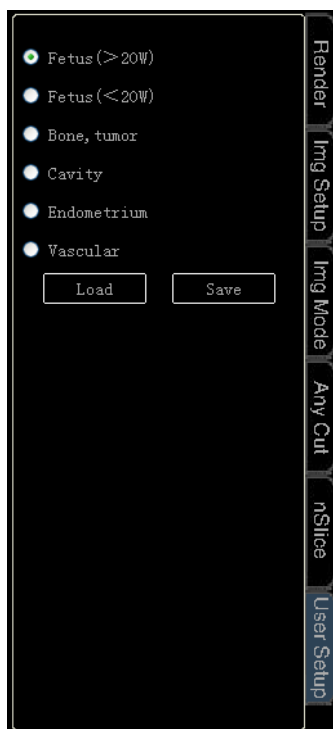 Fetus(>20W)
Fetus(<20W)
Bone,tumor
Cavity
Endometrium
Vascular
Load
Save
Render
Img Setup
Img Mode
Any Cut
nSlice
User Setup